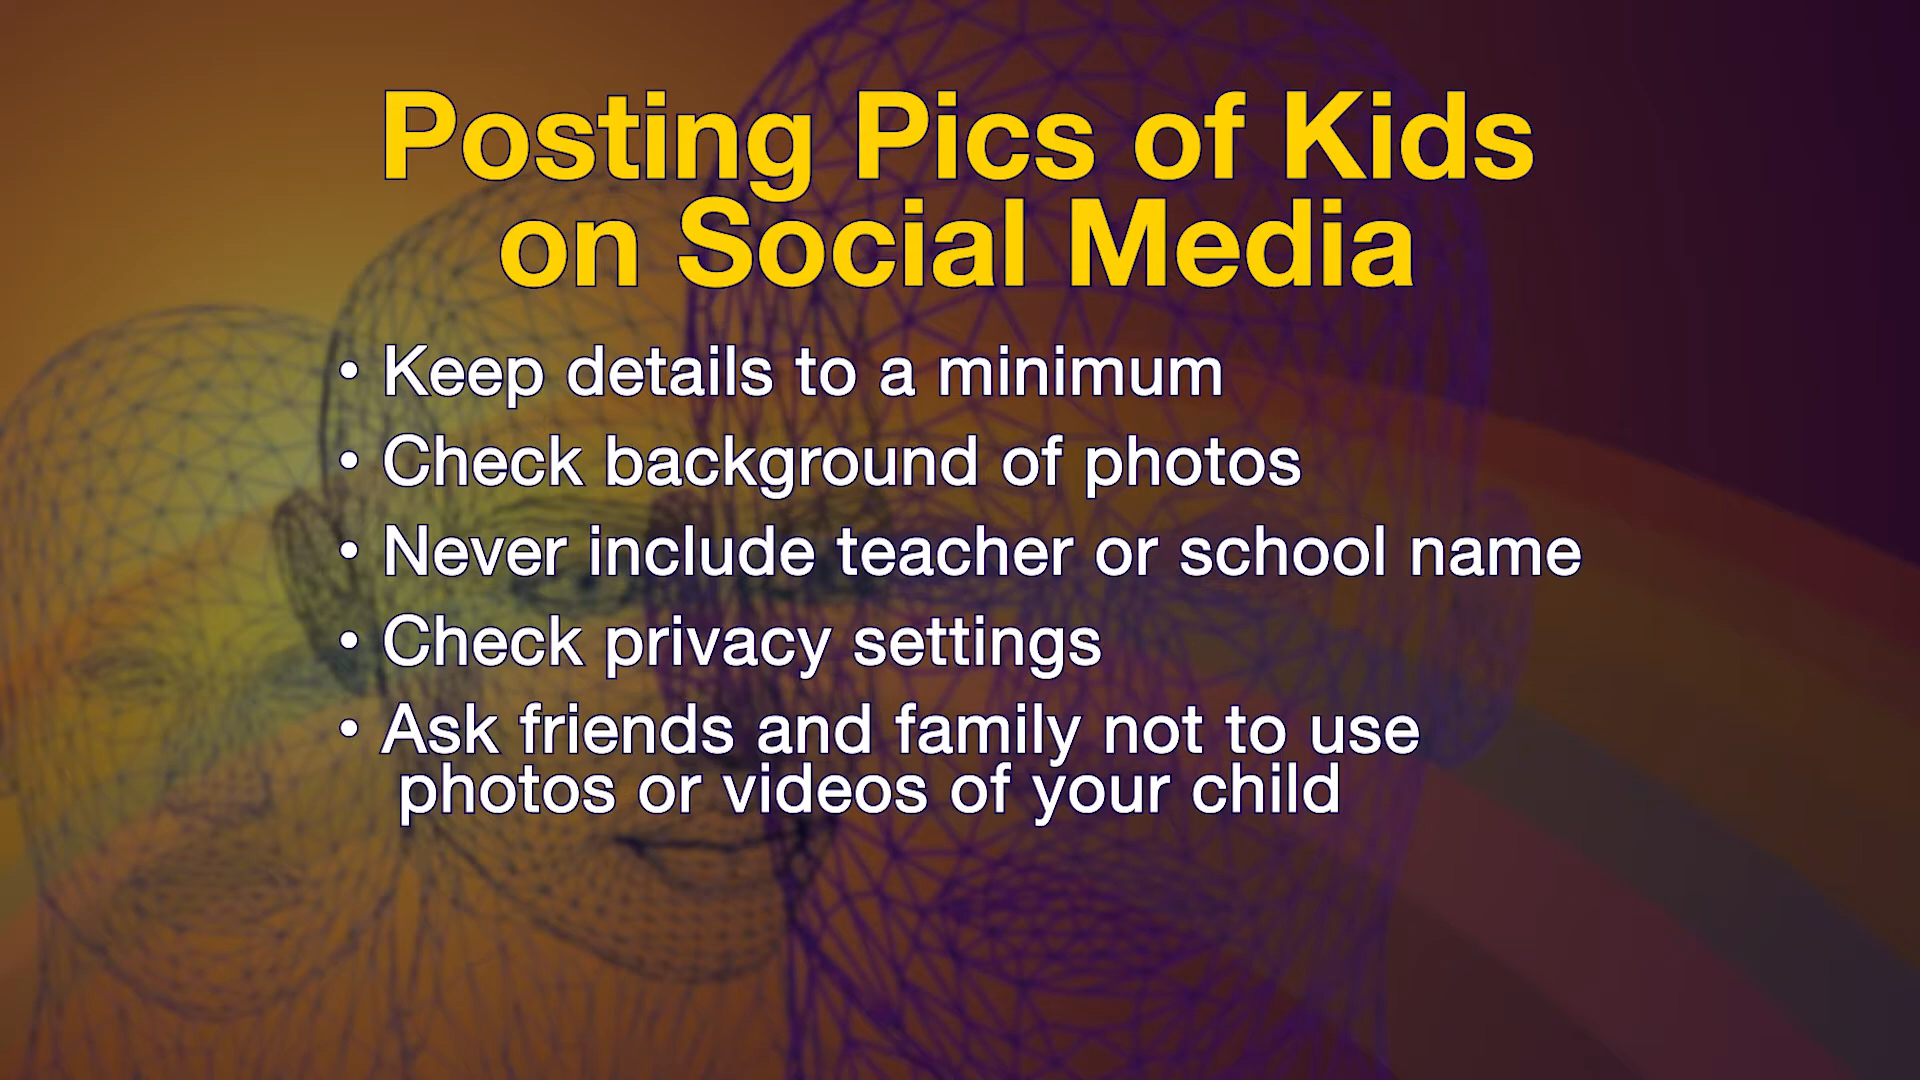 Posting Pics of Kids
on Social Media
• Keep details to a minimum
• Check background of photos
• Never include teacher or school name
• Check privacy settings
• Ask friends and family not to use
photos or videos of your child